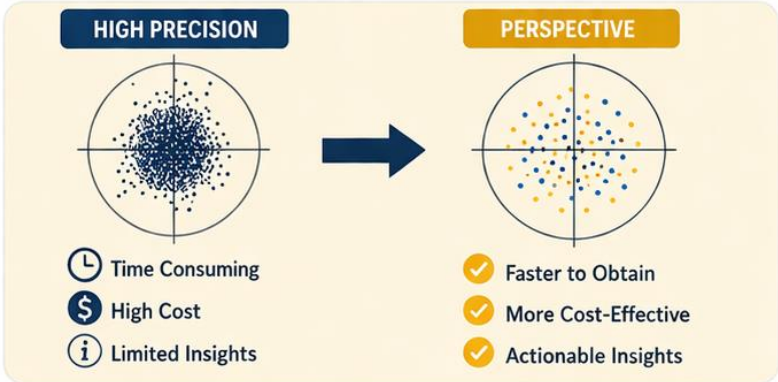 HIGH PRECISION
Time Consuming
$ High Cost
i Limited Insights
PERSPECTIVE
Faster to Obtain
More Cost-Effective
Actionable Insights